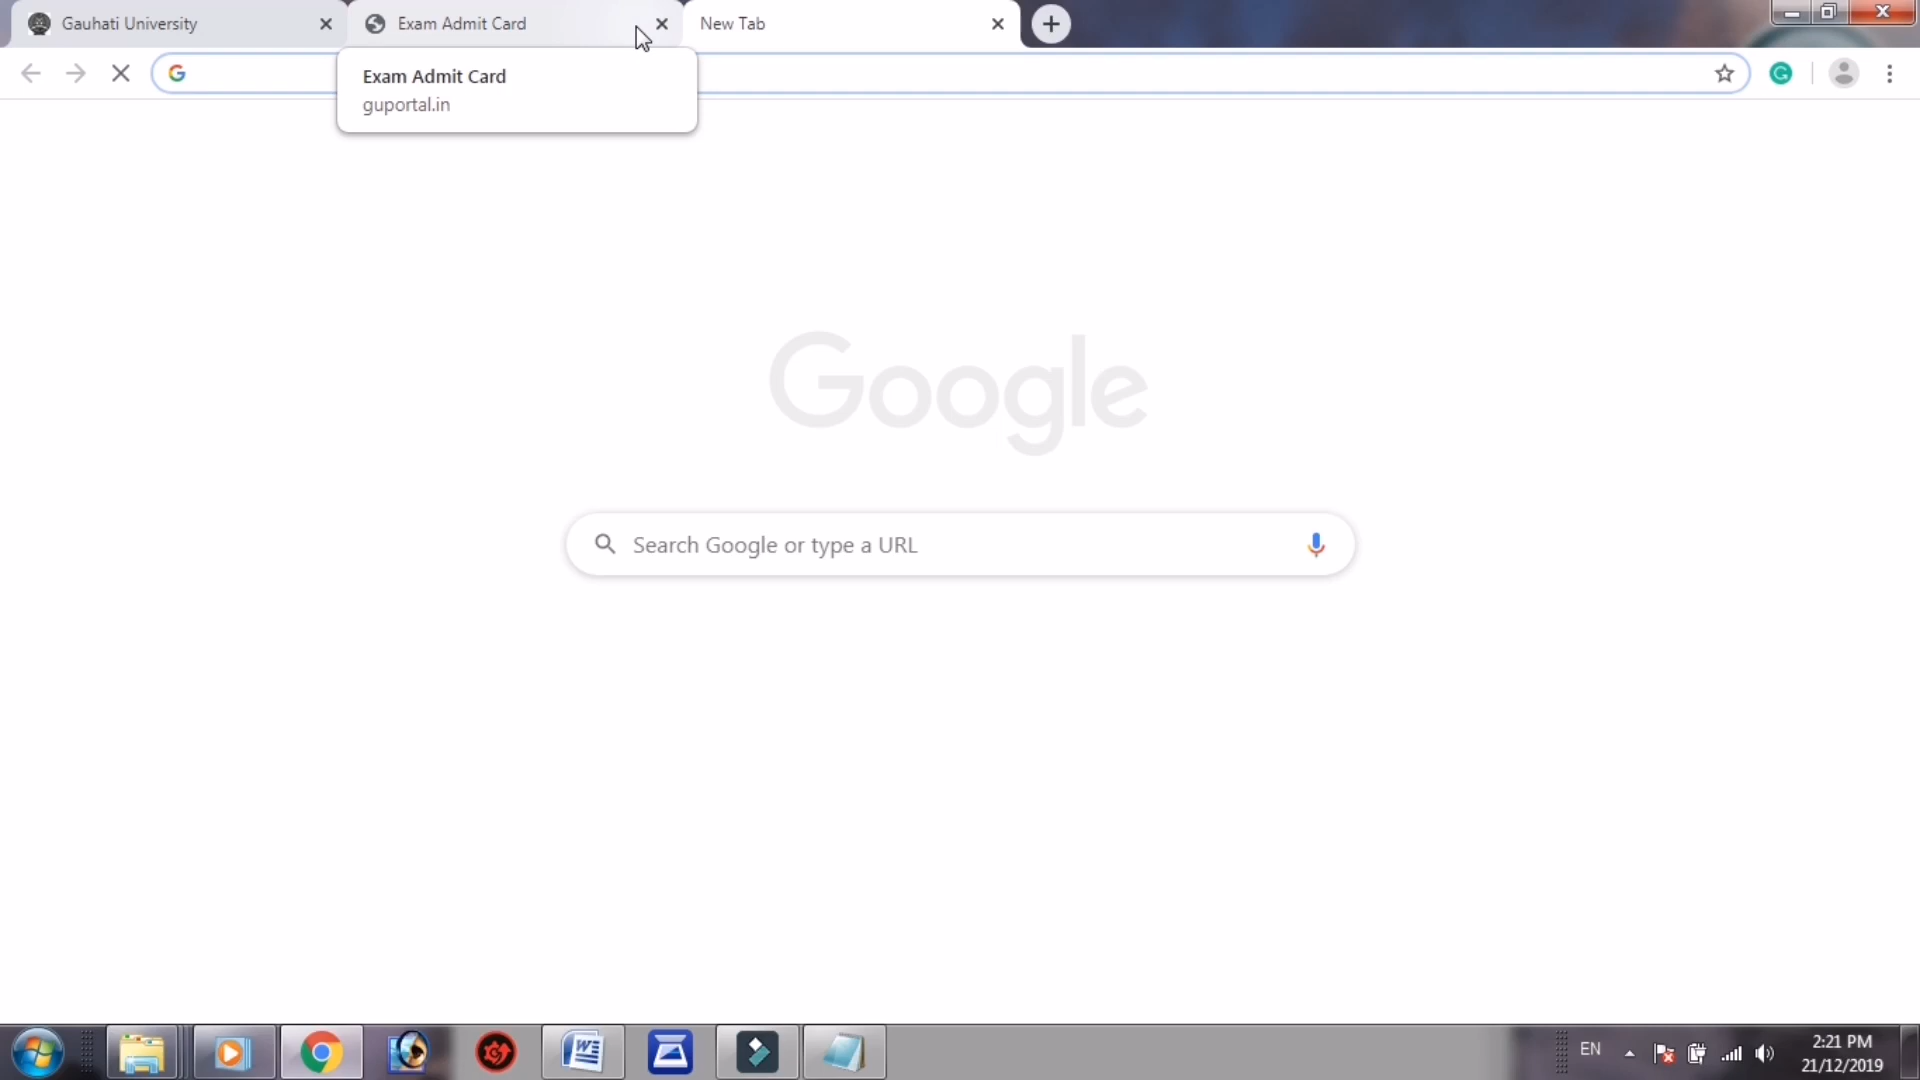 Gauhati University
Exam Admit Card
New Tab
Exam Admit Card
guportal.in
Google
Search Google or type a URL
EN
2:21 PM
21/12/2019